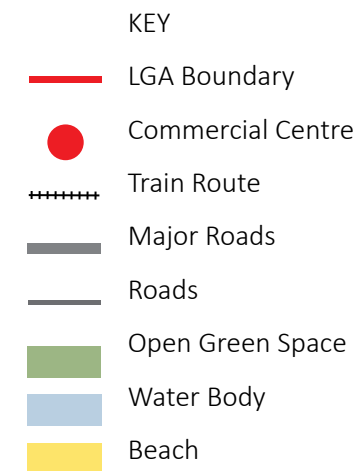 KEY
LGA Boundary
Commercial Centre
Train Route
Major Roads
Roads
Open Green Space
Water Body
Beach